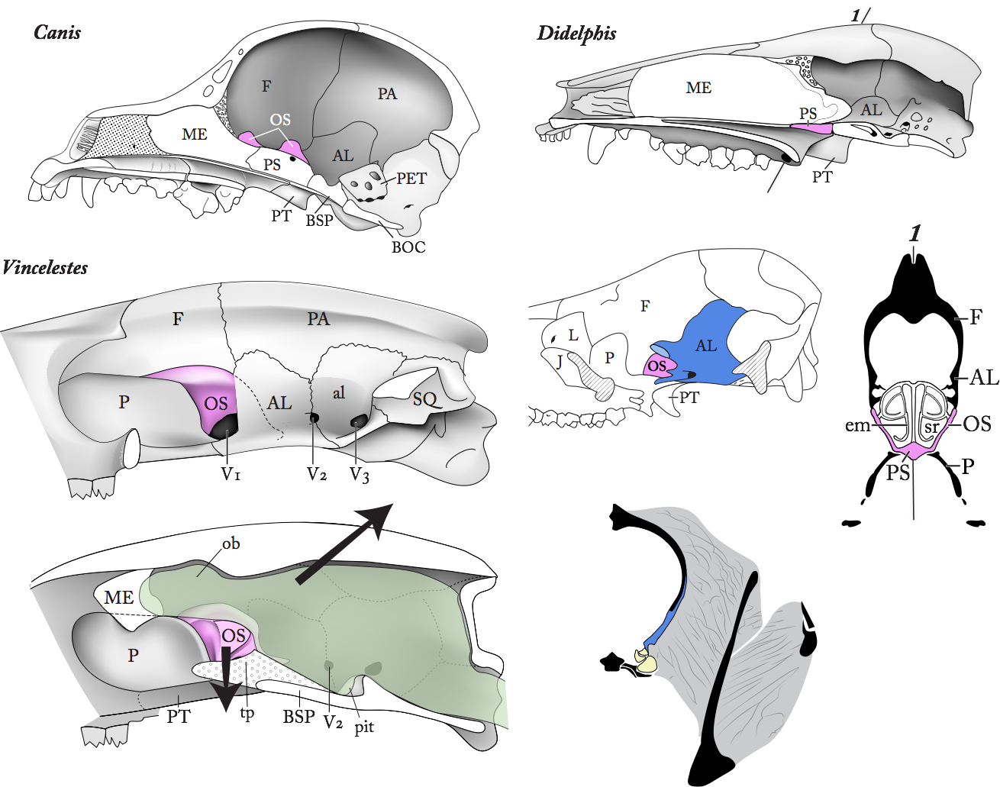 Canis
F
PA
OS
ME
PS
AL
PET
PT
BSP
BOC
Didelphis
1
ME
PS
AL
PT
Vincelestes
F
PA
P
OS
AL
al
SQ
V1
V2
V3
F
L
J
P
OS
AL
PT
1
F
AL
em
sr
OS
PS
P
ob
ME
OS
P
PT
tp
BSP
V2
pit